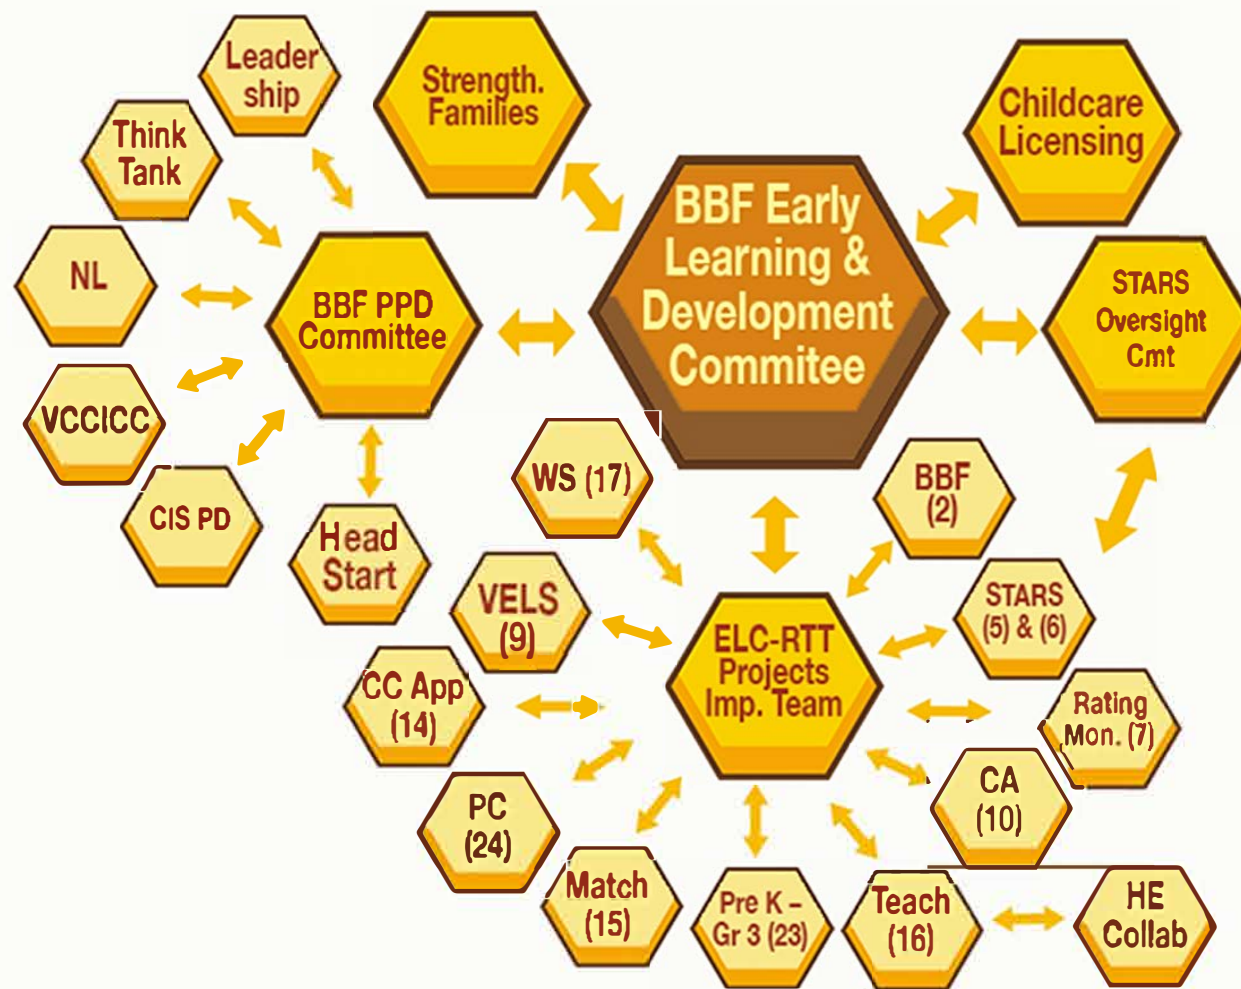 Leader
ship
Strength.
Families
Childcare
Licensing
Think
Tank
BBF Early
Learning &
Development
Commitee
NL
BBF PPD
Committee
STARS
Oversight
Cmt
VCCICC
CIS PD
Head
Start
WS (17)
BBF
(2)
VELS
(9)
STARS
(5) & (6)
ELC-RTT
Projects
Imp. Team
CC App
(14)
Rating
Mon. (7)
PC
(24)
CA
(10)
Match
(15)
Pre K –
Gr 3 (23)
Teach
(16)
HE
Collab